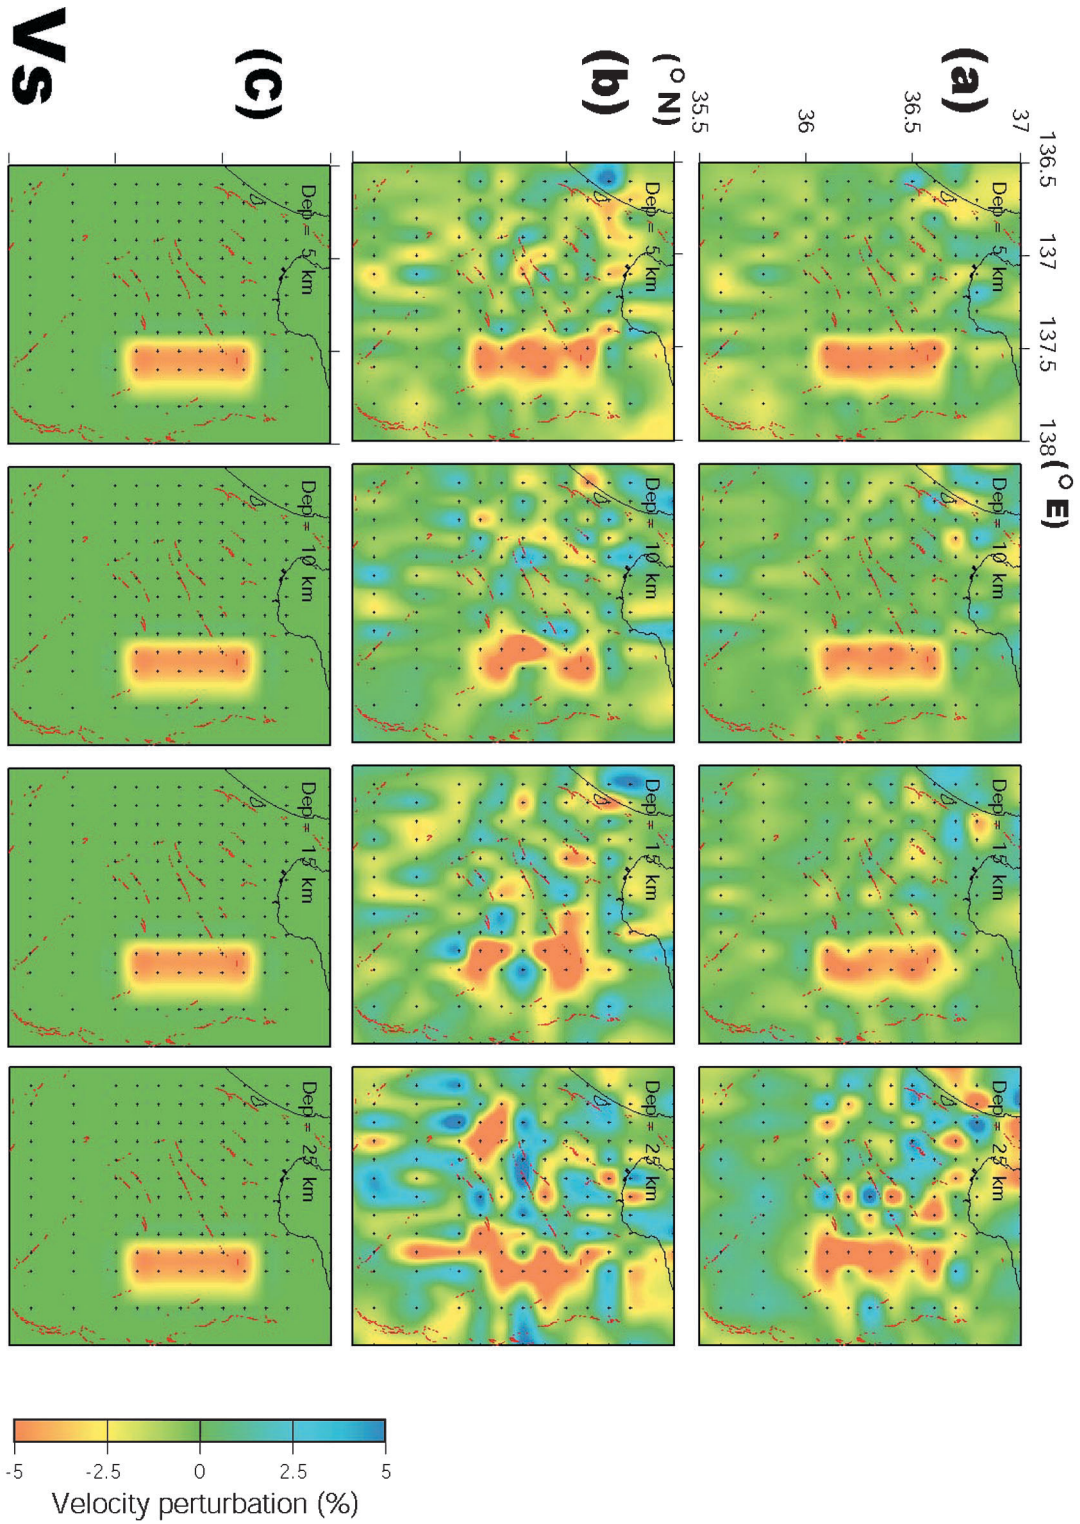 (a)
37
36.5
36
35.5
(° N)
136.5
137
137.5
138
(° E)
Dep = 5 km
Dep = 10 km
Dep = 15 km
Dep = 25 km
(b)
Dep = 5 km
Dep = 10 km
Dep = 15 km
Dep = 25 km
(c)
Dep = 5 km
Dep = 10 km
Dep = 15 km
Dep = 25 km
Vs
-5
-2.5
0
2.5
5
Velocity perturbation (%)